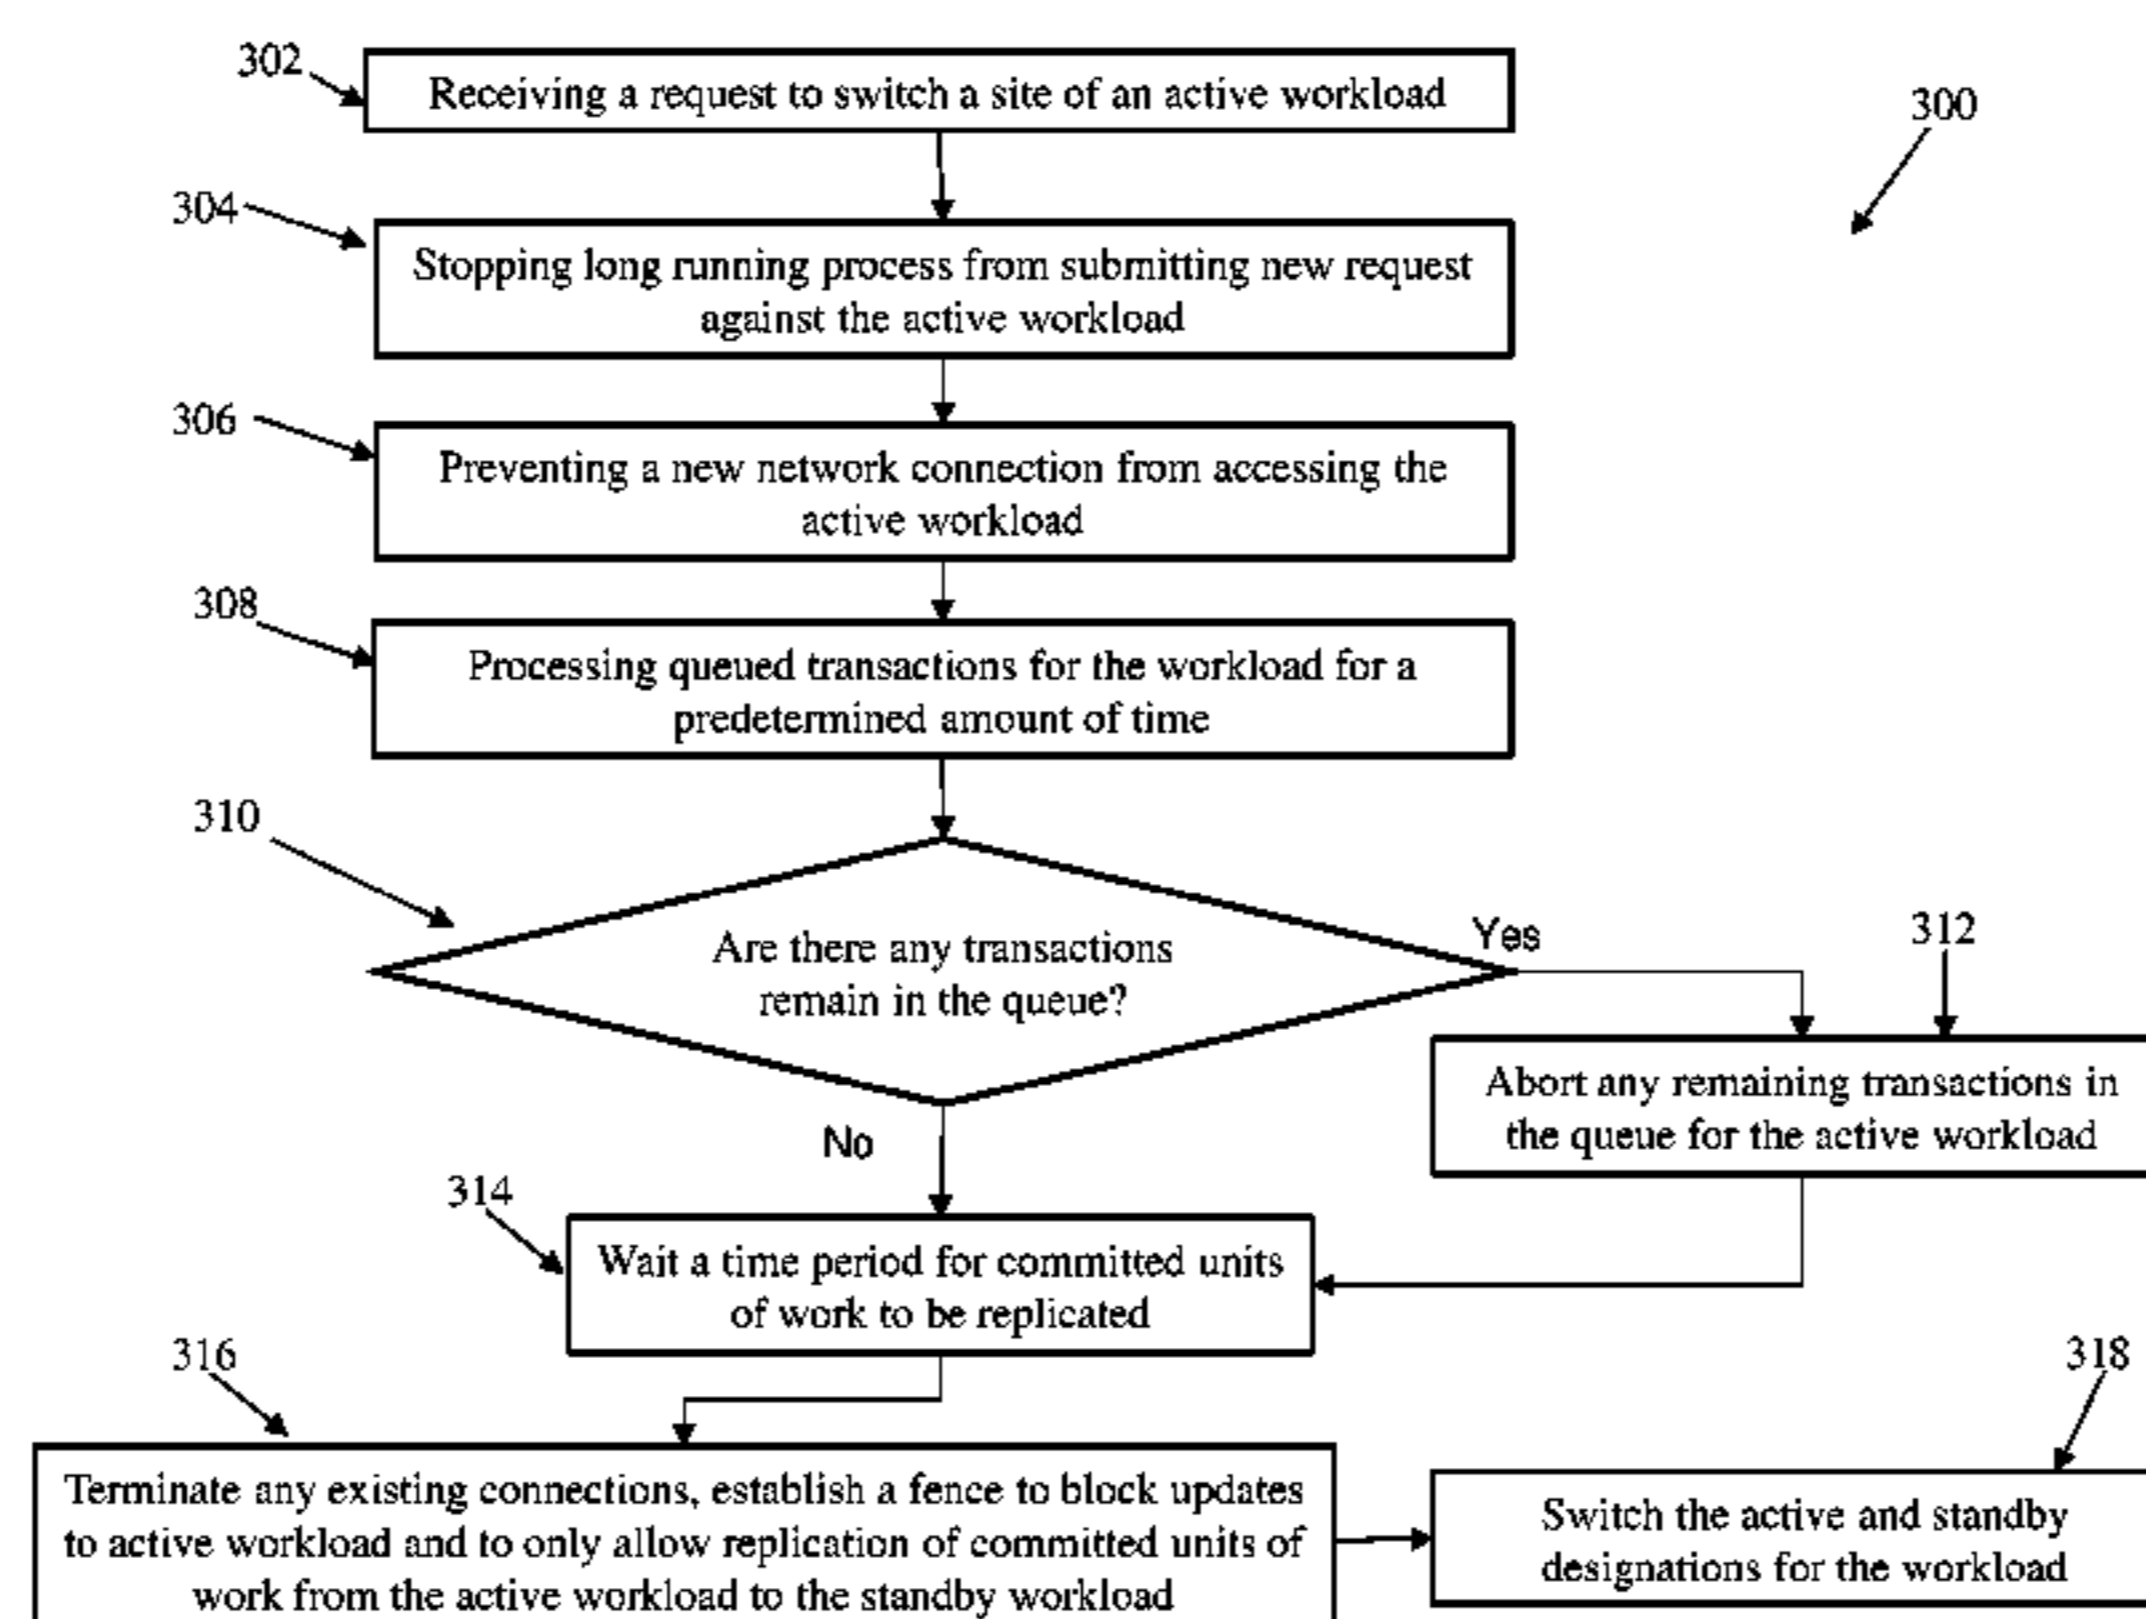 302
Receiving a request to switch a site of an active workload
300
304
Stopping long running process from submitting new request
against the active workload
306
Preventing a new network connection from accessing the
active workload
308
Processing queued transactions for the workload for a
predetermined amount of time
310
Are there any transactions
remain in the queue?
Yes
312
Abort any remaining transactions in
the queue for the active workload
No
314
Wait a time period for committed units
of work to be replicated
316
Terminate any existing connections, establish a fence to block updates
to active workload and to only allow replication of committed units of
work from the active workload to the standby workload
318
Switch the active and standby
designations for the workload